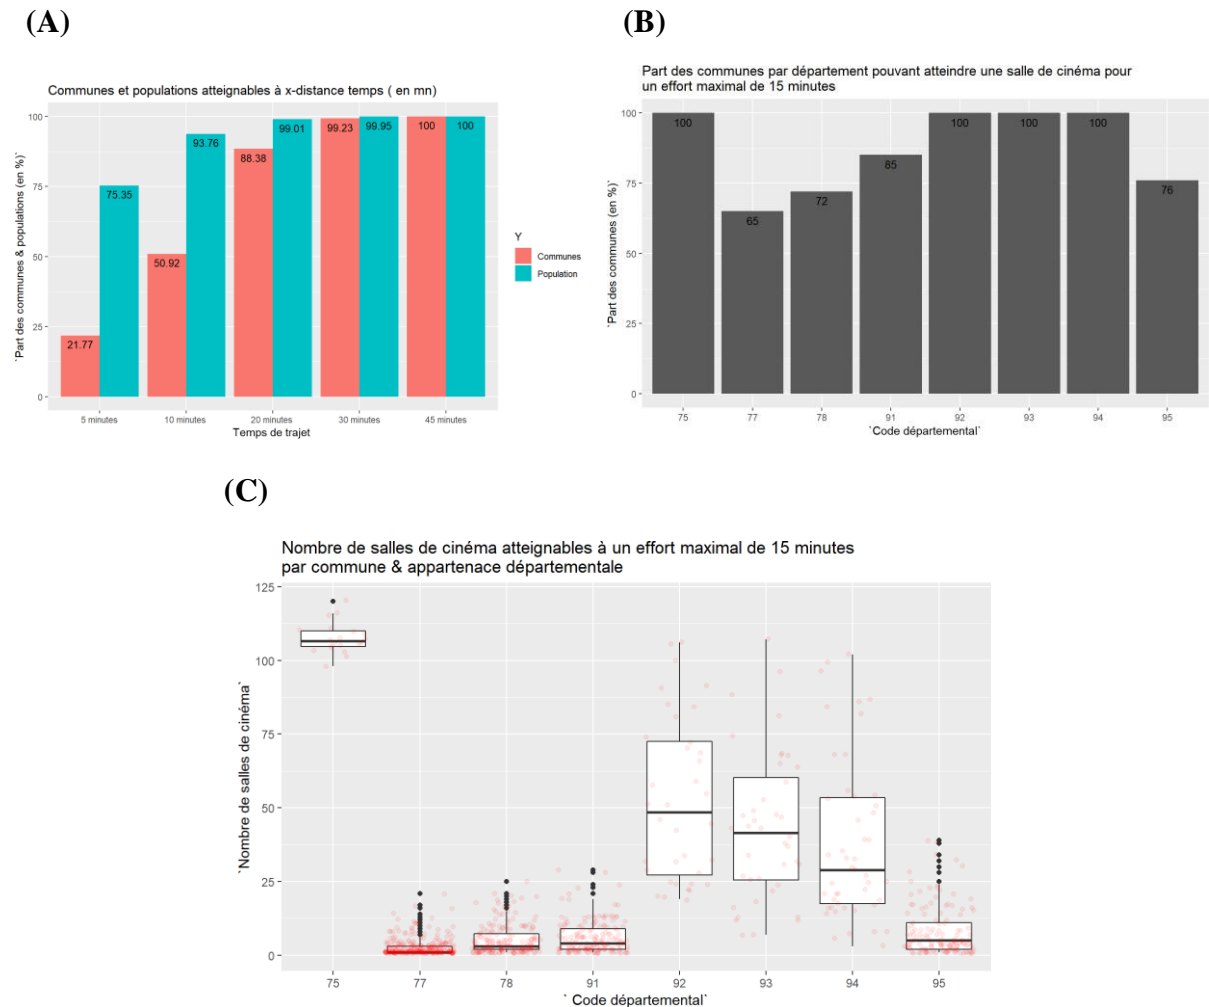 (A)
Communes et populations atteignables à x-distance temps ( en mn)
`Part des communes & populations (en %)`
100
75
50
25
0
21.77
75.35
50.92
93.76
88.38
99.01
99.23
99.95
100
100
5 minutes
10 minutes
20 minutes
30 minutes
45 minutes
Temps de trajet
Y
Communes
Population
(B)
Part des communes par département pouvant atteindre une salle de cinéma pour
un effort maximal de 15 minutes
`Part des communes (en %)`
100
75
50
25
0
100
65
72
85
100
100
100
76
75
77
78
91
92
93
94
95
`Code départemental`
(C)
Nombre de salles de cinéma atteignables à un effort maximal de 15 minutes
par commune & appartenace départementale
`Nombre de salles de cinéma`
125
100
75
50
25
0
75
77
78
91
92
93
94
95
` Code départemental`